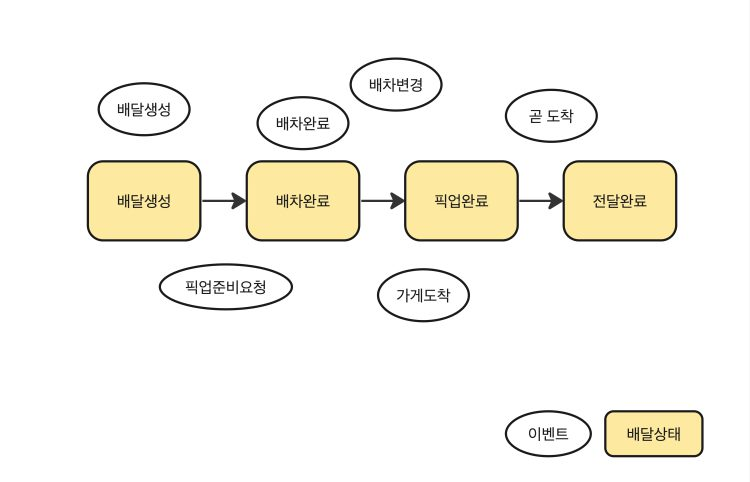 배차변경
배달생성
배차완료
곧 도착
배달생성
배차완료
픽업완료
전달완료
픽업준비요청
가게도착
이벤트
배달상태